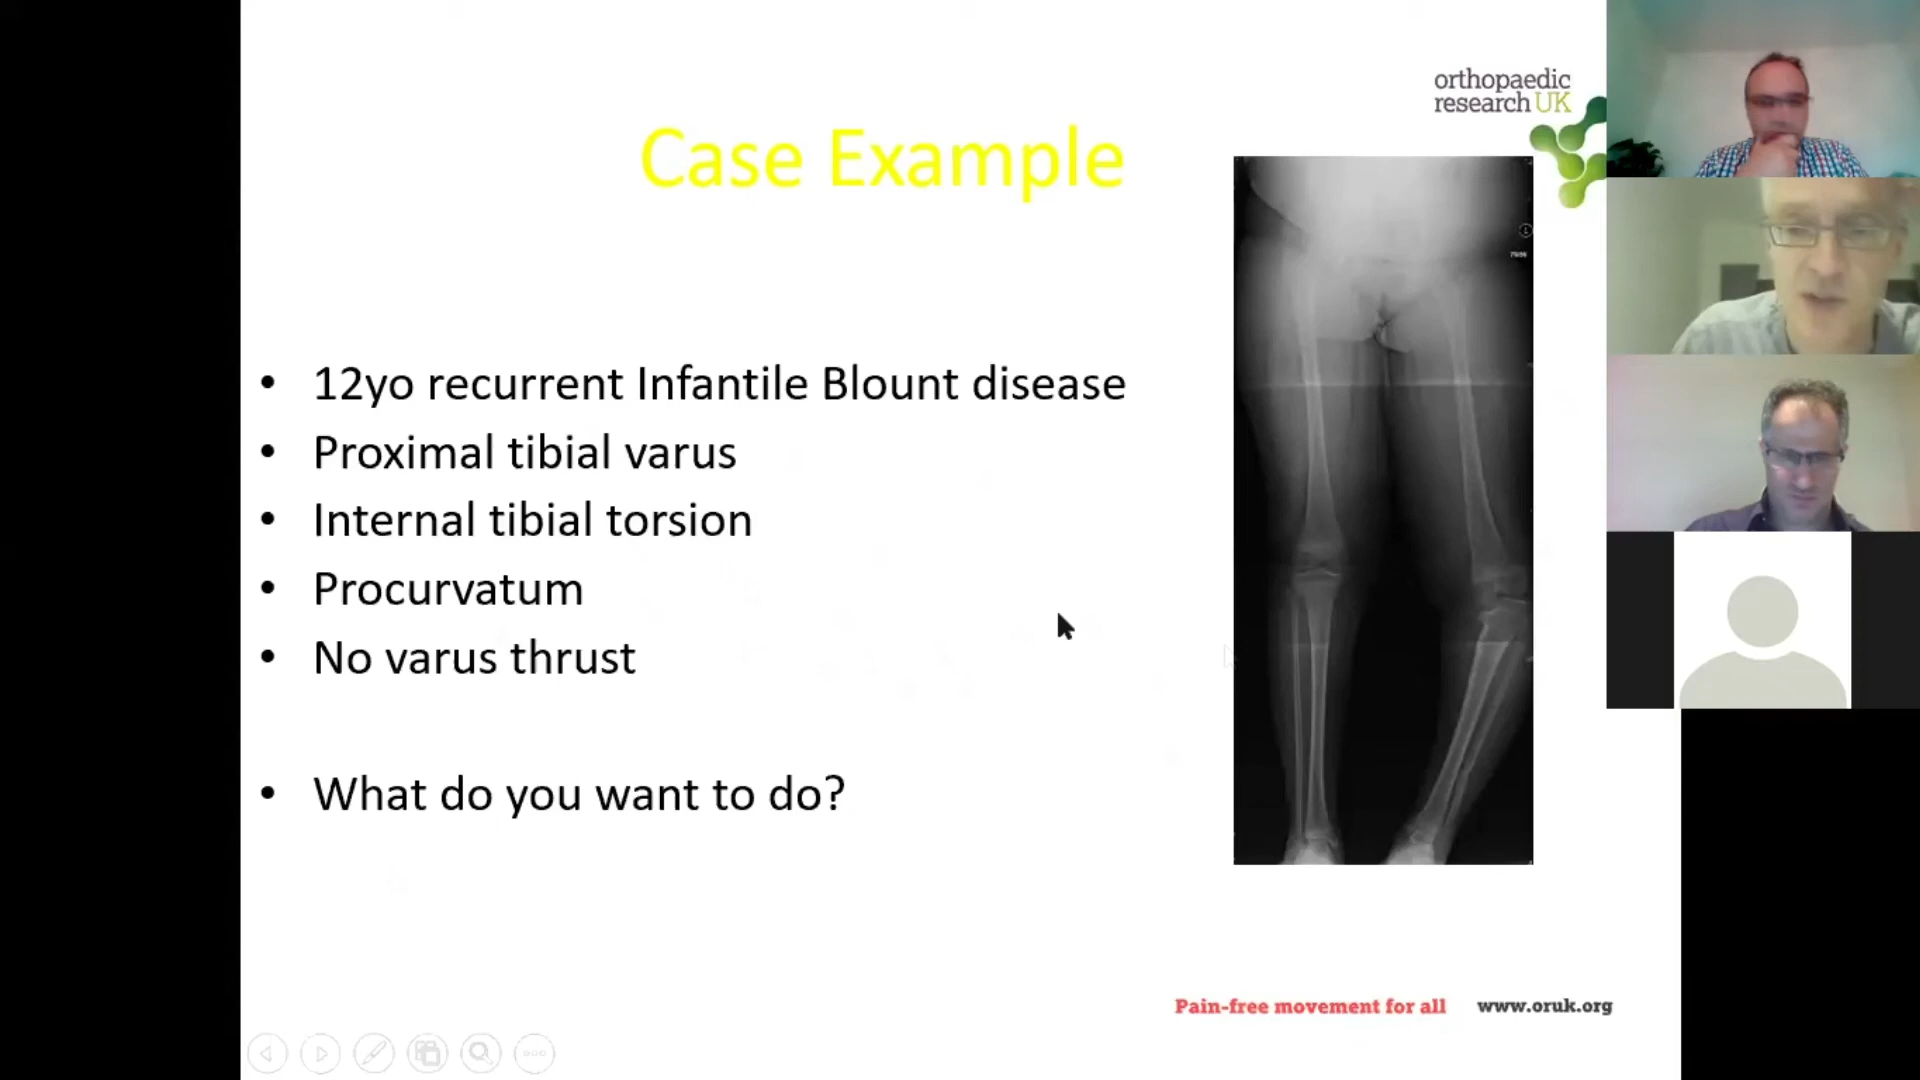 orthopaedic
research UK
Case Example
• 12yo recurrent Infantile Blount disease
• Proximal tibial varus
• Internal tibial torsion
• Procurvatum
• No varus thrust
• What do you want to do?
Pain-free movement for all www.oruk.org